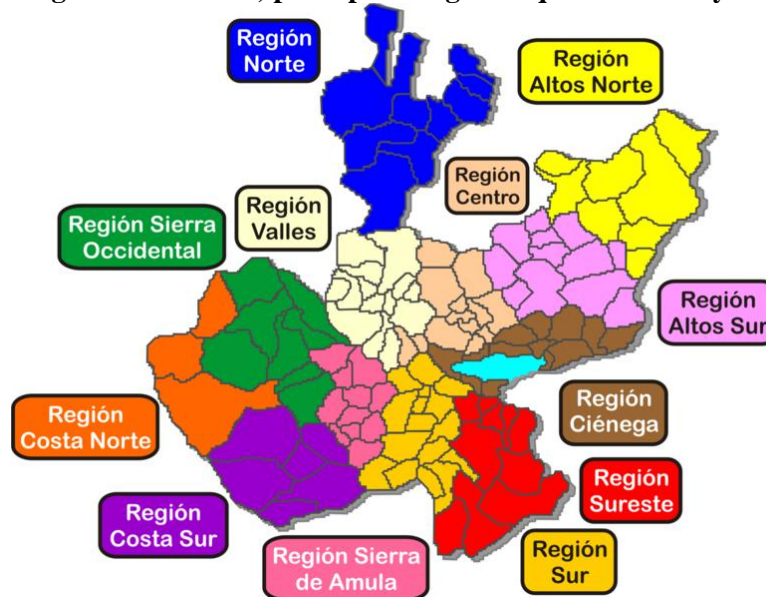 Región
Norte
Región
Altos Norte
Región
Centro
Región
Valles
Región Sierra
Occidental
Región
Altos Sur
Región
Costa Norte
Región
Ciénega
Región
Sureste
Región
Costa Sur
Región Sierra
de Amula
Región
Sur